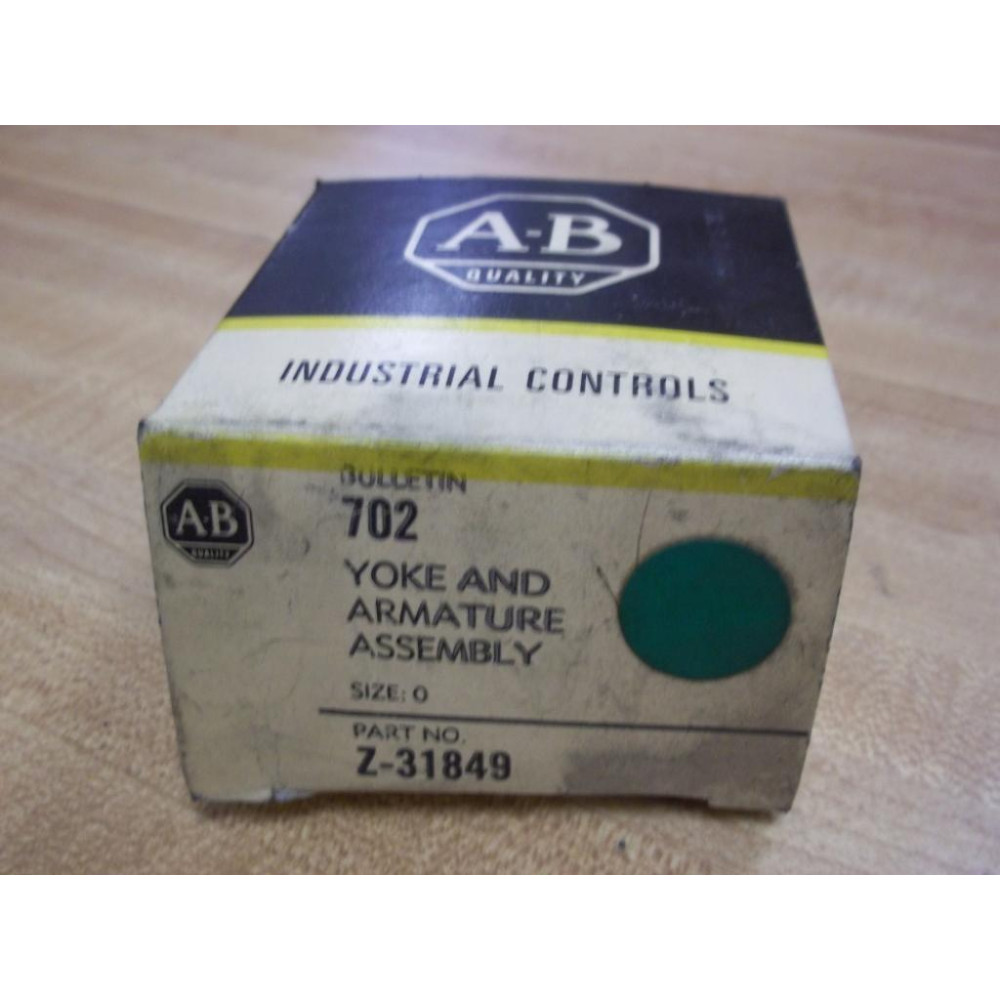 A-B
QUALITY
INDUSTRIAL CONTROLS
A-B
QUALITY
BULLETIN
702
YOKE AND
ARMATURE
ASSEMBLY
SIZE: 0
PART NO.
Z-31849